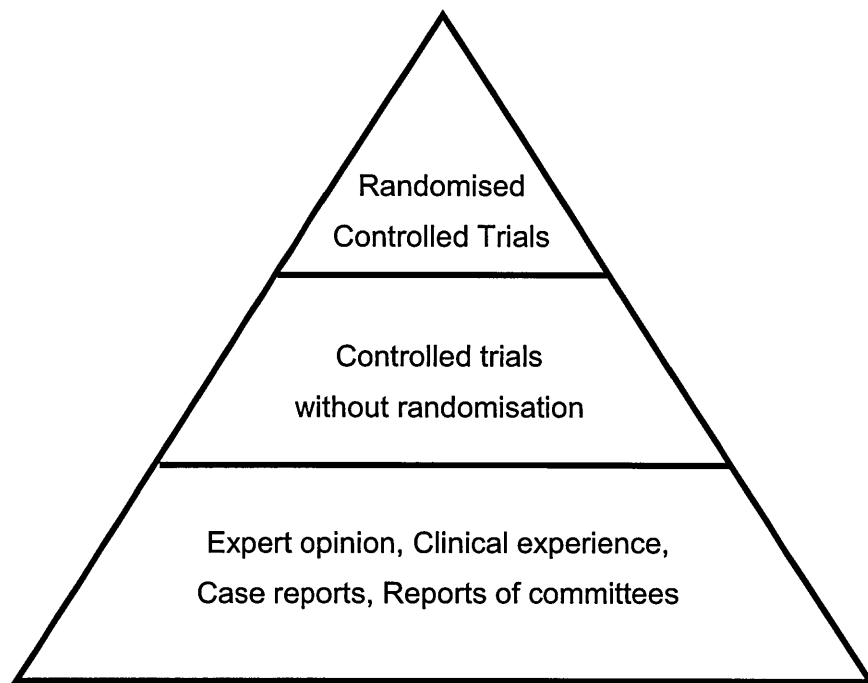 Randomised
Controlled Trials
Controlled trials
without randomisation
Expert opinion, Clinical experience,
Case reports, Reports of committees